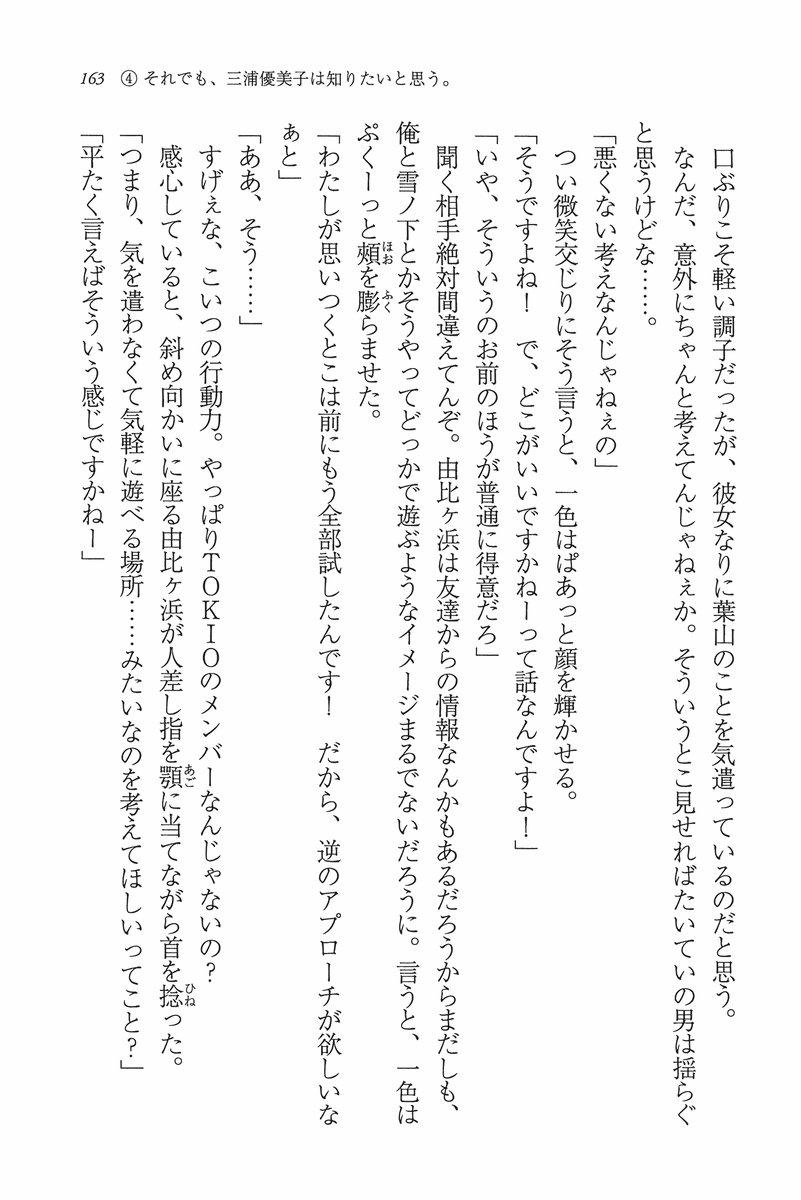 163　④ それでも、三浦優美子は知りたいと思う。
　口ぶりこそ軽い調子だったが、彼女なりに葉山のことを気遣っているのだと思う。
　なんだ、意外にちゃんと考えてんじゃねぇか。そういうとこ見せればたいていの男は揺らぐ
と思うけどな……。
「悪くない考えなんじゃねぇの」
　つい微笑交じりにそう言うと、一色はぱあっと顔を輝かせる。
「そうですよね！　で、どこがいいですかねーって話なんですよ！」
「いや、そういうのお前のほうが普通に得意だろ」
　聞く相手絶対間違えてんぞ。由比ヶ浜は友達からの情報なんかもあるだろうからまだしも、
俺と雪ノ下とかそうやってどっかで遊ぶようなイメージまるでないだろうに。言うと、一色は
ぷくーっと頰ほおを膨ふくらませた。
「わたしが思いつくとこは前にもう全部試したんです！　だから、逆のアプローチが欲しいな
ぁと」
「ああ、そう……」
　すげぇな、こいつの行動力。やっぱりTOKIOのメンバーなんじゃないの？
　感心していると、斜め向かいに座る由比ヶ浜が人差し指を顎あごに当てながら首を捻ひねった。
「つまり、気を遣わなくて気軽に遊べる場所……みたいなのを考えてほしいってこと？」
「平たく言えばそういう感じですかねー」